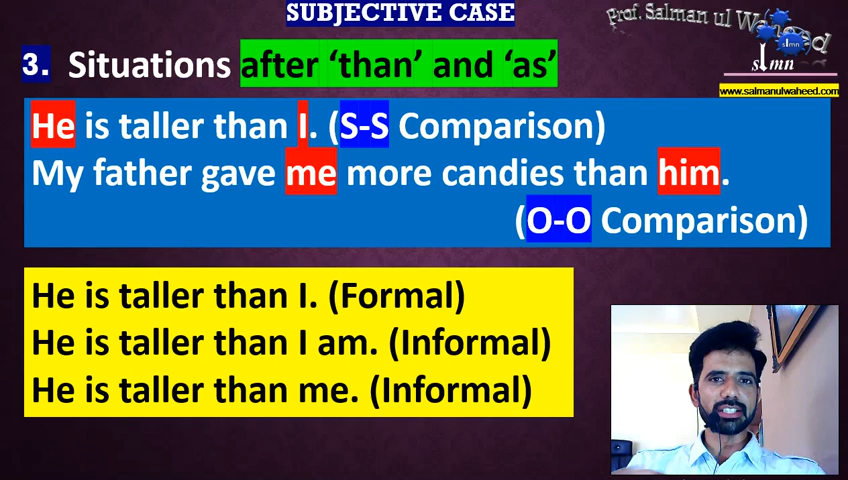 SUBJECTIVE CASE
Prof. Salman ul Waheed
sImn
www.salmanulwaheed.com
3. Situations after ‘than’ and ‘as’
He is taller than I. (S-S Comparison)
My father gave me more candies than him.
(O-O Comparison)
He is taller than I. (Formal)
He is taller than I am. (Informal)
He is taller than me. (Informal)